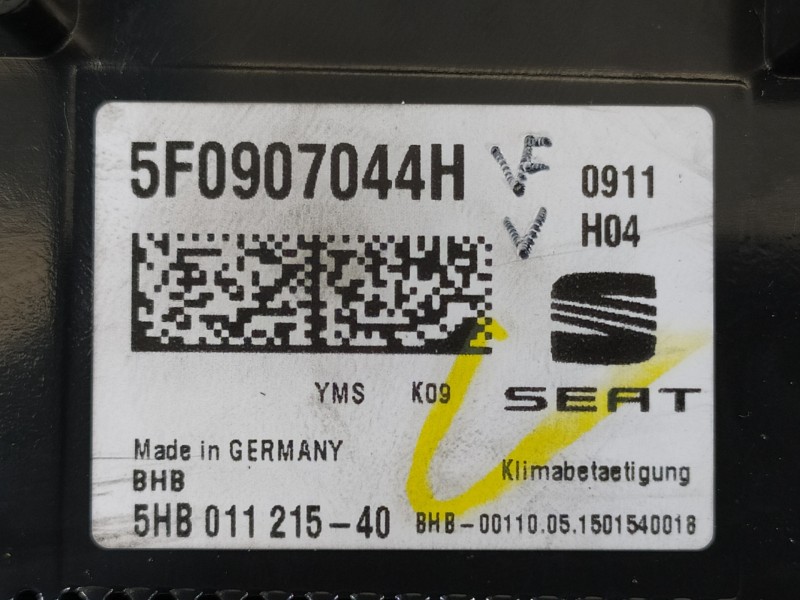 5F0907044H VF 0911
V H04
YMS K09 SEAT
Made in GERMANY
BHB Klimabetaetigung
5HB 011 215-40 BHB-00110.05.1501540018